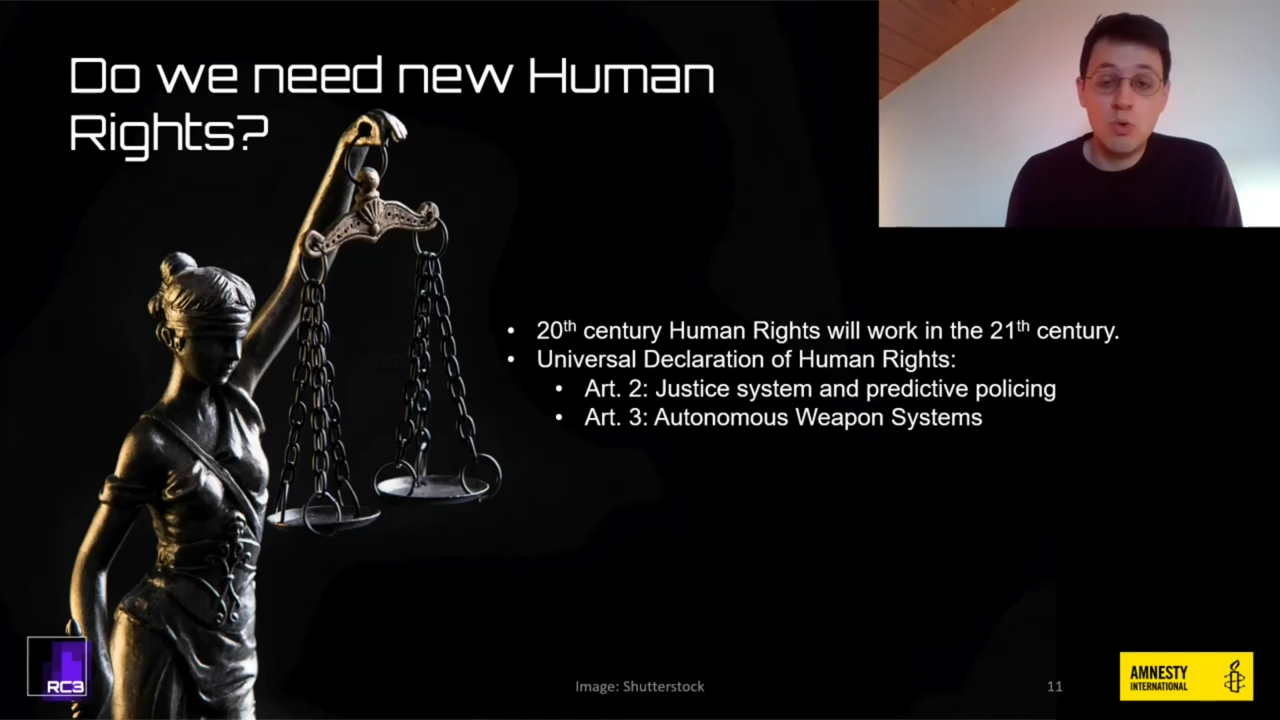 Do we need new Human
Rights?
• 20th century Human Rights will work in the 21th century.
• Universal Declaration of Human Rights:
• Art. 2: Justice system and predictive policing
• Art. 3: Autonomous Weapon Systems
RC3
Image: Shutterstock
11
AMNESTY
INTERNATIONAL